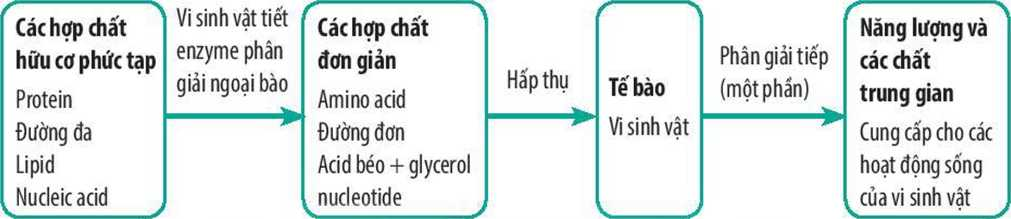 Các hợp chất
hữu cơ phức tạp
Protein
Đường đa
Lipid
Nucleic acid
Vi sinh vật tiết
enzyme phân
giải ngoại bào
Các hợp chất
đơn giản
Amino acid
Đường đơn
Acid béo + glycerol
nucleotide
Hấp thụ
Tế bào
Vi sinh vật
Phân giải tiếp
(một phần)
Năng lượng và
các chất
trung gian
Cung cấp cho các
hoạt động sống
của vi sinh vật